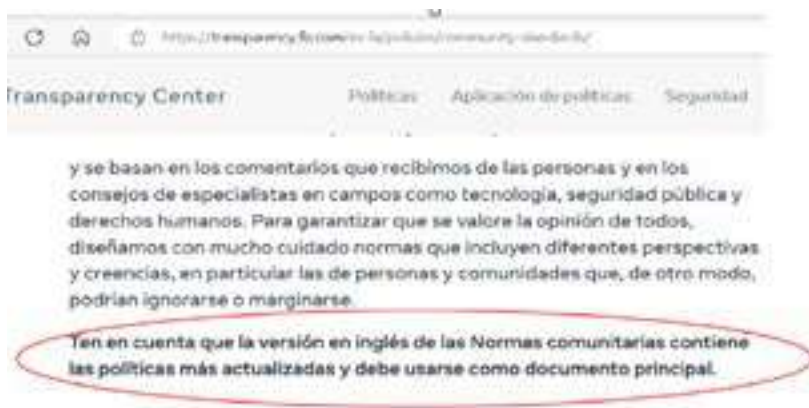 Transparency Center
Políticas Aplicación de políticas Seguridad
y se basan en los comentarios que recibimos de las personas y en los
consejos de especialistas en campos como tecnología, seguridad pública y
derechos humanos. Para garantizar que se valore la opinión de todos,
diseñamos con mucho cuidado normas que incluyen diferentes perspectivas
y creencias, en particular las de personas y comunidades que, de otro modo,
podrían ignorarse o marginarse.
Ten en cuenta que la versión en inglés de las Normas comunitarias contiene
las políticas más actualizadas y debe usarse como documento principal.